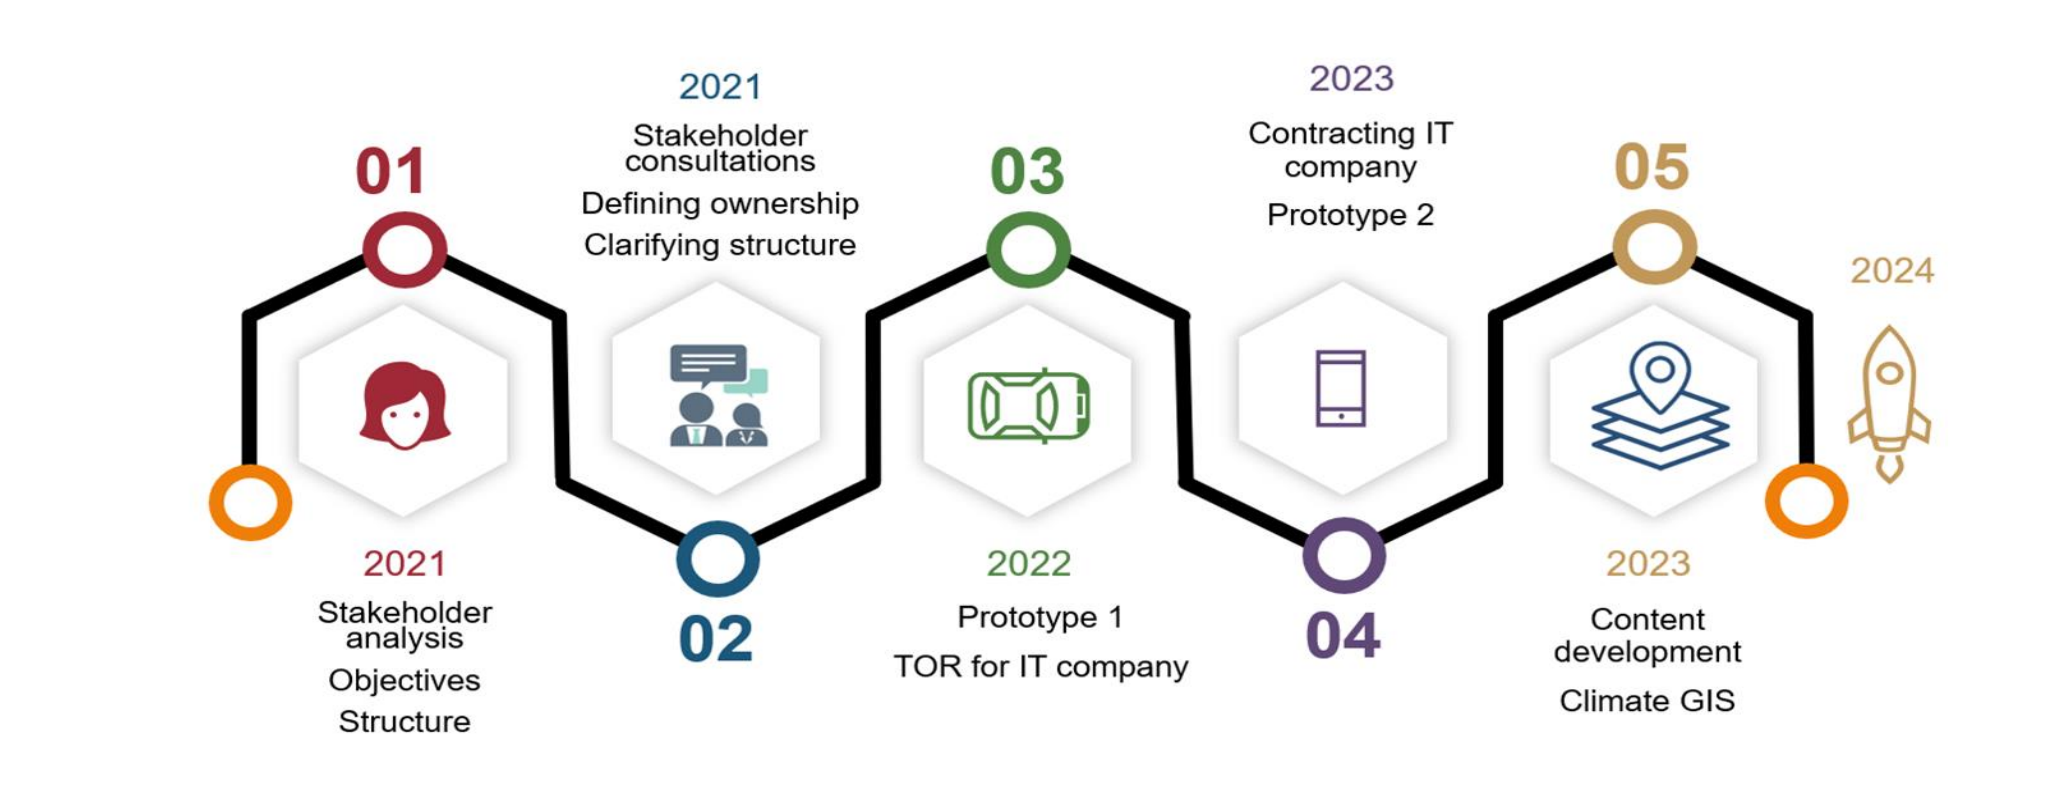 01
2021
Stakeholder
analysis
Objectives
Structure
2021
Stakeholder
consultations
Defining ownership
Clarifying structure
02
03
2022
Prototype 1
TOR for IT company
2023
Contracting IT
company
Prototype 2
04
05
2023
Content
development
Climate GIS
2024